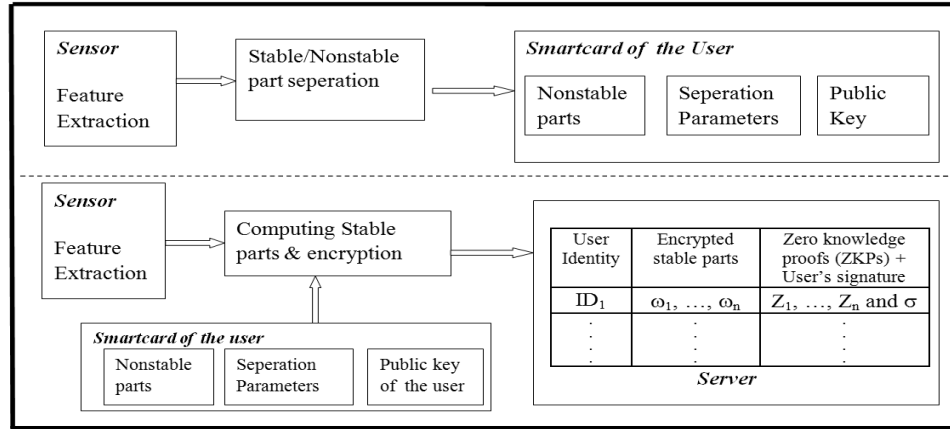 Sensor
Feature
Extraction
Stable/Nonstable
part seperation
Smartcard of the User
Nonstable
parts
Seperation
Parameters
Public
Key
Sensor
Feature
Extraction
Computing Stable
parts & encryption
Smartcard of the user
Nonstable
parts
Seperation
Parameters
Public key
of the user
User
Identity
Encrypted
stable parts
Zero knowledge
proofs (ZKPs) +
User's signature
ID₁
ω₁, …, ωₙ
Z₁, …, Zₙ and σ
Server